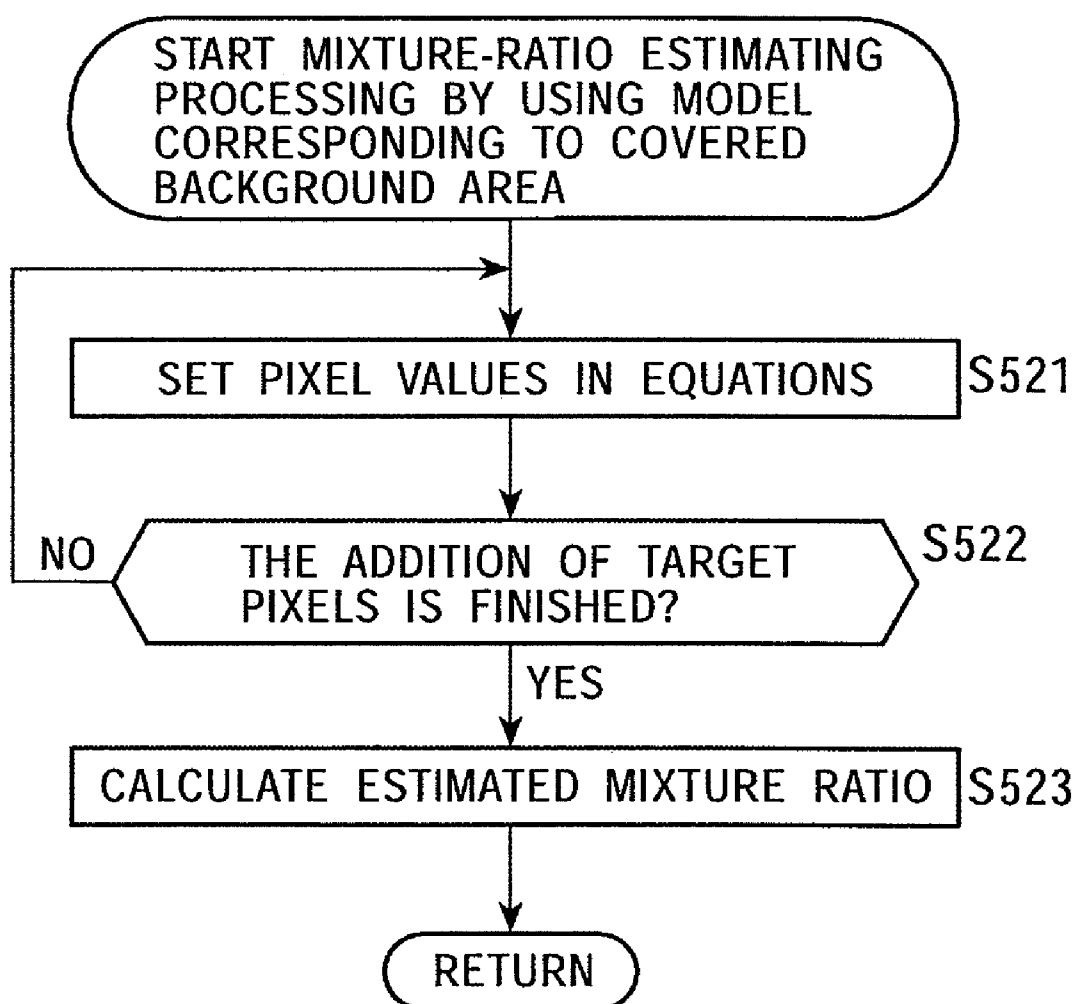 START MIXTURE-RATIO ESTIMATING
PROCESSING BY USING MODEL
CORRESPONDING TO COVERED
BACKGROUND AREA
SET PIXEL VALUES IN EQUATIONS
S521
NO
THE ADDITION OF TARGET
PIXELS IS FINISHED?
S522
YES
CALCULATE ESTIMATED MIXTURE RATIO
S523
RETURN